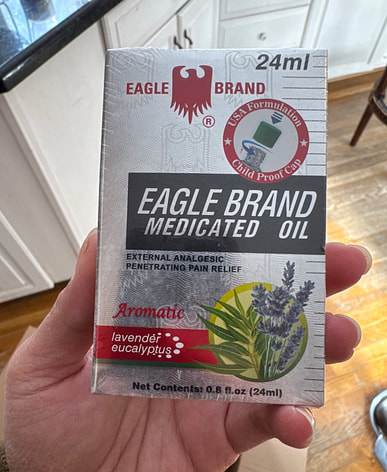 24ml
EAGLE BRAND
®
USA Formulation
Child Proof Cap
EAGLE BRAND
MEDICATED OIL
EXTERNAL ANALGESIC
PENETRATING PAIN RELIEF
Aromatic
lavender
eucalyptus
Net Contents: 0.8 fl.oz (24ml)